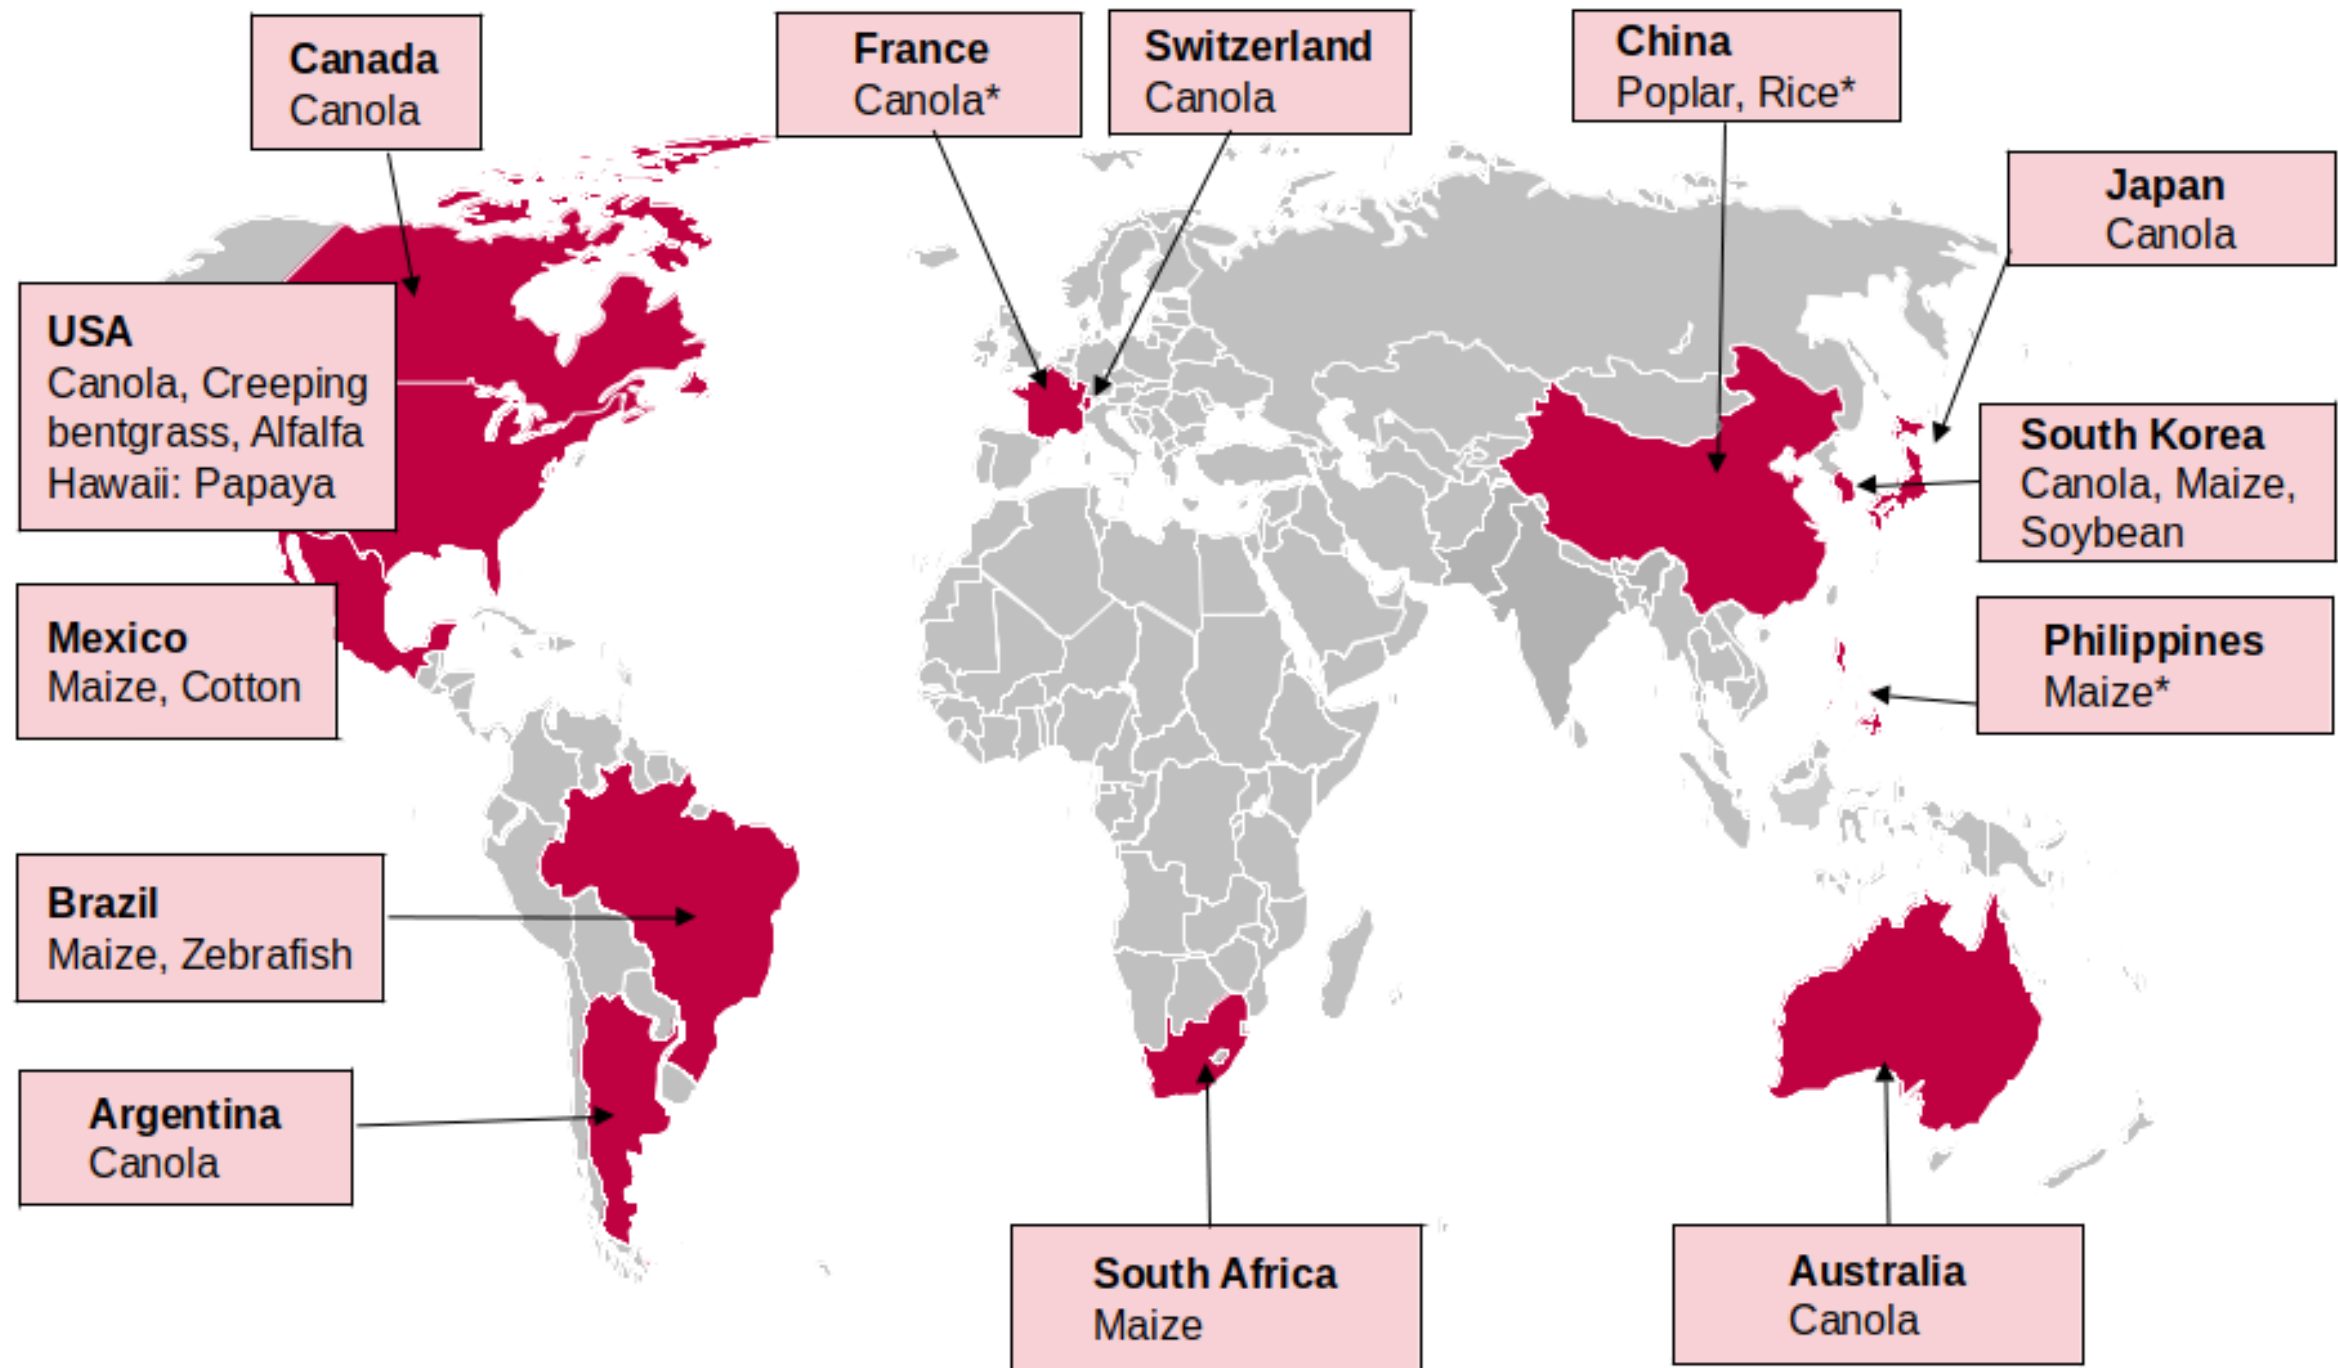 Canada
Canola
France
Canola*
Switzerland
Canola
China
Poplar, Rice*
Japan
Canola
USA
Canola, Creeping
bentgrass, Alfalfa
Hawaii: Papaya
South Korea
Canola, Maize,
Soybean
Mexico
Maize, Cotton
Philippines
Maize*
Brazil
Maize, Zebrafish
Argentina
Canola
South Africa
Maize
Australia
Canola